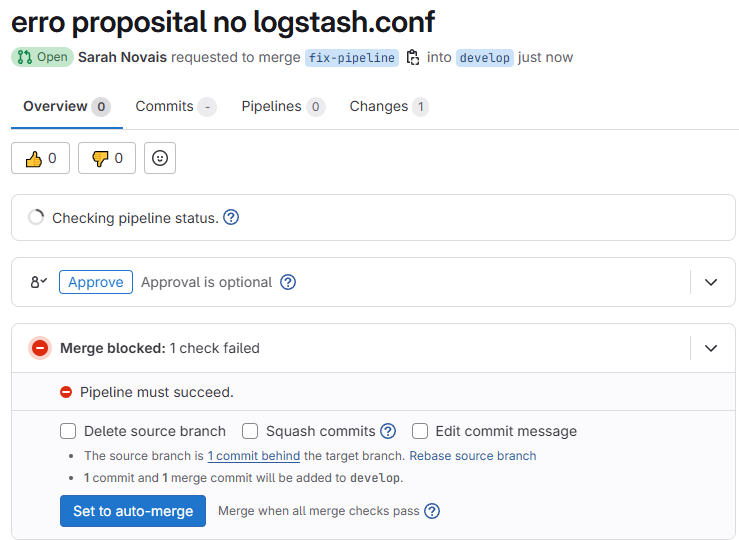 erro proposital no logstash.conf
Open Sarah Novais requested to merge fix-pipeline into develop just now
Overview 0 Commits - Pipelines 0 Changes 1
0 0
Checking pipeline status. ?
Approve Approval is optional ?
Merge blocked: 1 check failed
Pipeline must succeed.
Delete source branch Squash commits ? Edit commit message
• The source branch is 1 commit behind the target branch. Rebase source branch
• 1 commit and 1 merge commit will be added to develop.
Set to auto-merge Merge when all merge checks pass ?